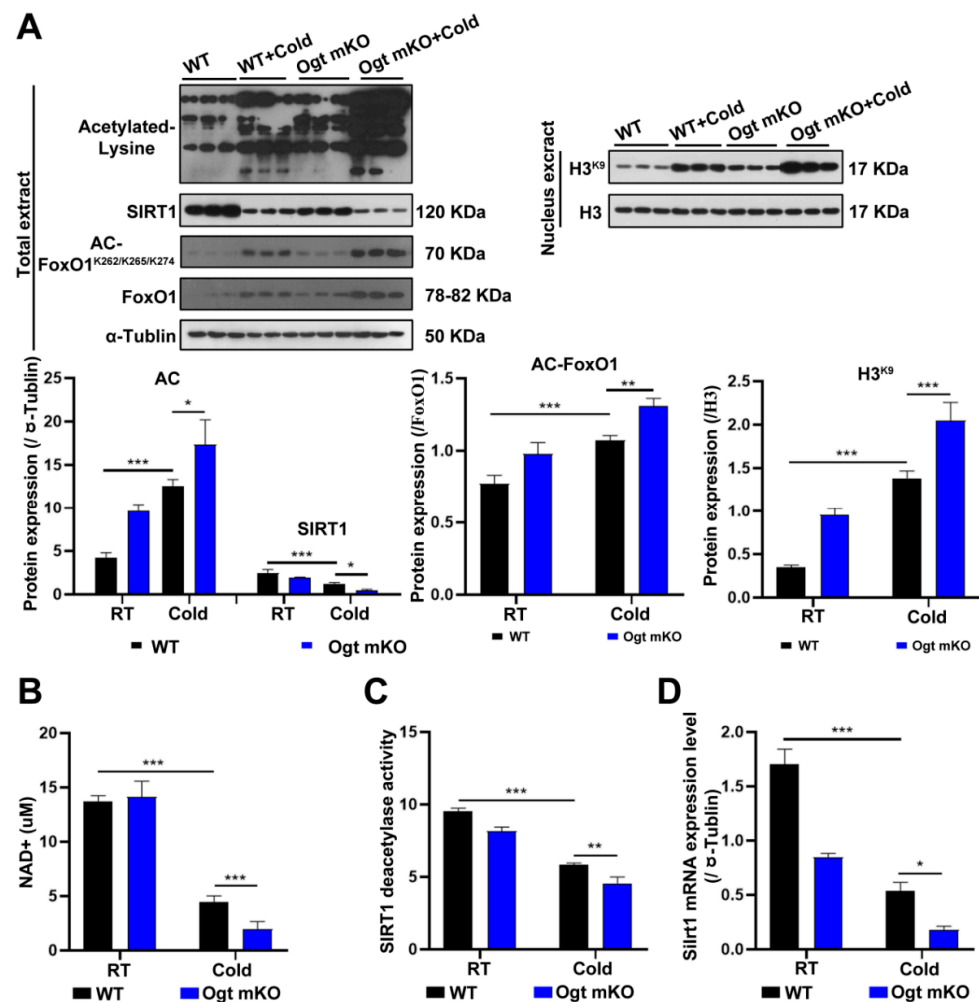 A
WT
WT+Cold
Ogt mKO
Ogt mKO+Cold
Total extract
Acetylated-
Lysine
SIRT1
120 KDa
AC-
FoxO1K262/K265/K274
70 KDa
FoxO1
78-82 KDa
α-Tublin
50 KDa
WT
WT+Cold
Ogt mKO
Ogt mKO+Cold
Nucleus excract
H3K9
17 KDa
H3
17 KDa
AC
Protein expression (/ ʊ-Tublin)
25
20
15
10
5
0
***
*
SIRT1
***
*
RT
Cold
RT
Cold
WT
Ogt mKO
AC-FoxO1
Protein expression (/FoxO1)
1.5
1.0
0.5
0.0
***
**
RT
Cold
WT
Ogt mKO
H3K9
Protein expression (/H3)
2.5
2.0
1.5
1.0
0.5
0.0
***
***
RT
Cold
WT
Ogt mKO
B
NAD+ (uM)
20
15
10
5
0
***
***
RT
Cold
WT
Ogt mKO
C
SIRT1 deacetylase activity
15
10
5
0
***
**
RT
Cold
WT
Ogt mKO
D
Silrt1 mRNA expression level
(/ ʊ-Tublin)
2.0
1.5
1.0
0.5
0.0
***
*
RT
Cold
WT
Ogt mKO